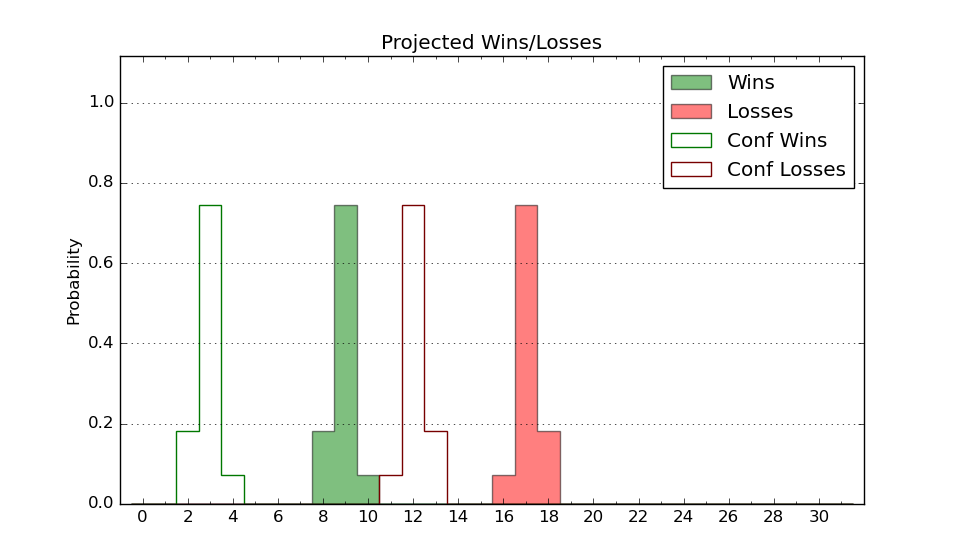 Projected Wins/Losses
Wins
Losses
Conf Wins
Conf Losses
Probability
1.0
0.8
0.6
0.4
0.2
0.0
0 2 4 6 8 10 12 14 16 18 20 22 24 26 28 30